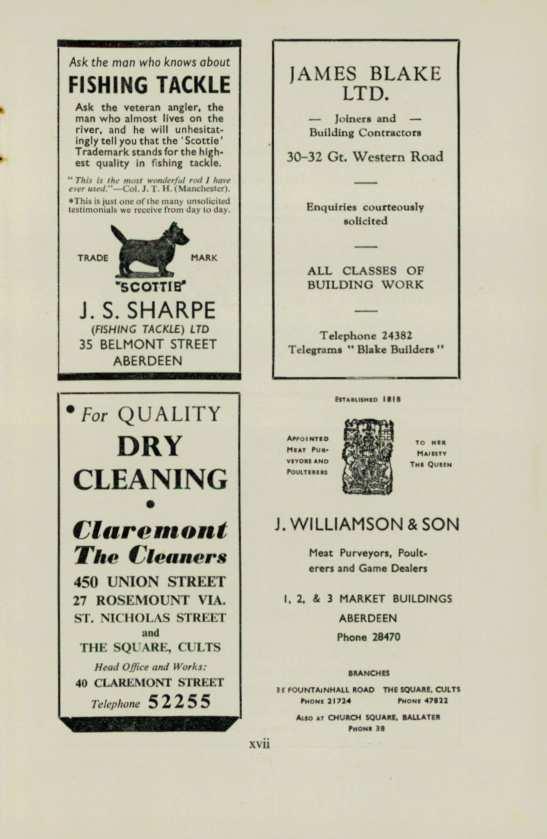 Ask the man who knows about
FISHING TACKLE
Ask the veteran angler, the
man who almost lives on the
river, and he will unhesitat-
ingly tell you that the 'Scottie'
Trademark stands for the high-
est quality in fishing tackle.
"This is the most wonderful rod I have
ever used."—Col. J. T. H. (Manchester).
*This is just one of the many unsolicited
testimonials we receive from day to day.
TRADE MARK
"SCOTTIE"
J. S. SHARPE
(FISHING TACKLE) LTD
35 BELMONT STREET
ABERDEEN
JAMES BLAKE
LTD.
— Joiners and —
Building Contractors
30–32 Gt. Western Road
Enquiries courteously
solicited
ALL CLASSES OF
BUILDING WORK
Telephone 24382
Telegrams "Blake Builders"
• For QUALITY
DRY
CLEANING
•
Claremont
The Cleaners
450 UNION STREET
27 ROSEMOUNT VIA.
ST. NICHOLAS STREET
and
THE SQUARE, CULTS
Head Office and Works:
40 CLAREMONT STREET
Telephone 52255
ESTABLISHED 1818
APPOINTED
MEAT PUR-
VEYORS AND
POULTERERS
TO HER
MAJESTY
THE QUEEN
J. WILLIAMSON & SON
Meat Purveyors, Poult-
erers and Game Dealers
1, 2, & 3 MARKET BUILDINGS
ABERDEEN
Phone 28470
BRANCHES
FOUNTAINHALL ROAD THE SQUARE, CULTS
PHONE 21724 PHONE 47822
ALSO AT CHURCH SQUARE, BALLATER
PHONE 38
xvii